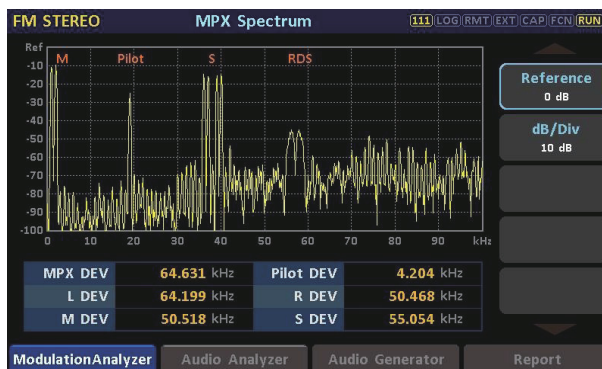 FM STEREO MPX Spectrum 111 LOG RMT EXT CAP FCN RUN
Ref M Pilot S RDS
-10
-20
-30
-40
-50
-60
-70
-80
-90
-100
0 10 20 30 40 50 60 70 80 90 kHz
Reference
0 dB
dB/Div
10 dB
MPX DEV 64.631 kHz Pilot DEV 4.204 kHz
L DEV 64.199 kHz R DEV 50.468 kHz
M DEV 50.518 kHz S DEV 55.054 kHz
ModulationAnalyzer Audio Analyzer Audio Generator Report